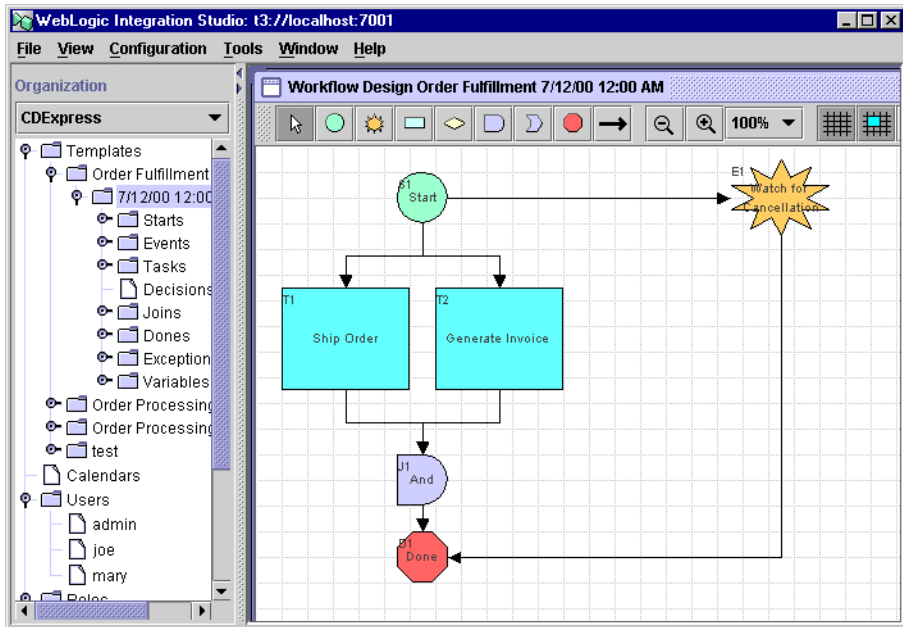 WebLogic Integration Studio: t3://localhost:7001
File View Configuration Tools Window Help
Organization
CDExpress
Templates
Order Fulfillment
7/12/00 12:00
Starts
Events
Tasks
Decisions
Joins
Dones
Exception
Variables
Order Processing
Order Processing
test
Calendars
Users
admin
joe
mary
Roles
Workflow Design Order Fulfillment 7/12/00 12:00 AM
100%
S1
Start
E1
Watch for
Cancellation
T1
Ship Order
T2
Generate Invoice
J1
And
D1
Done